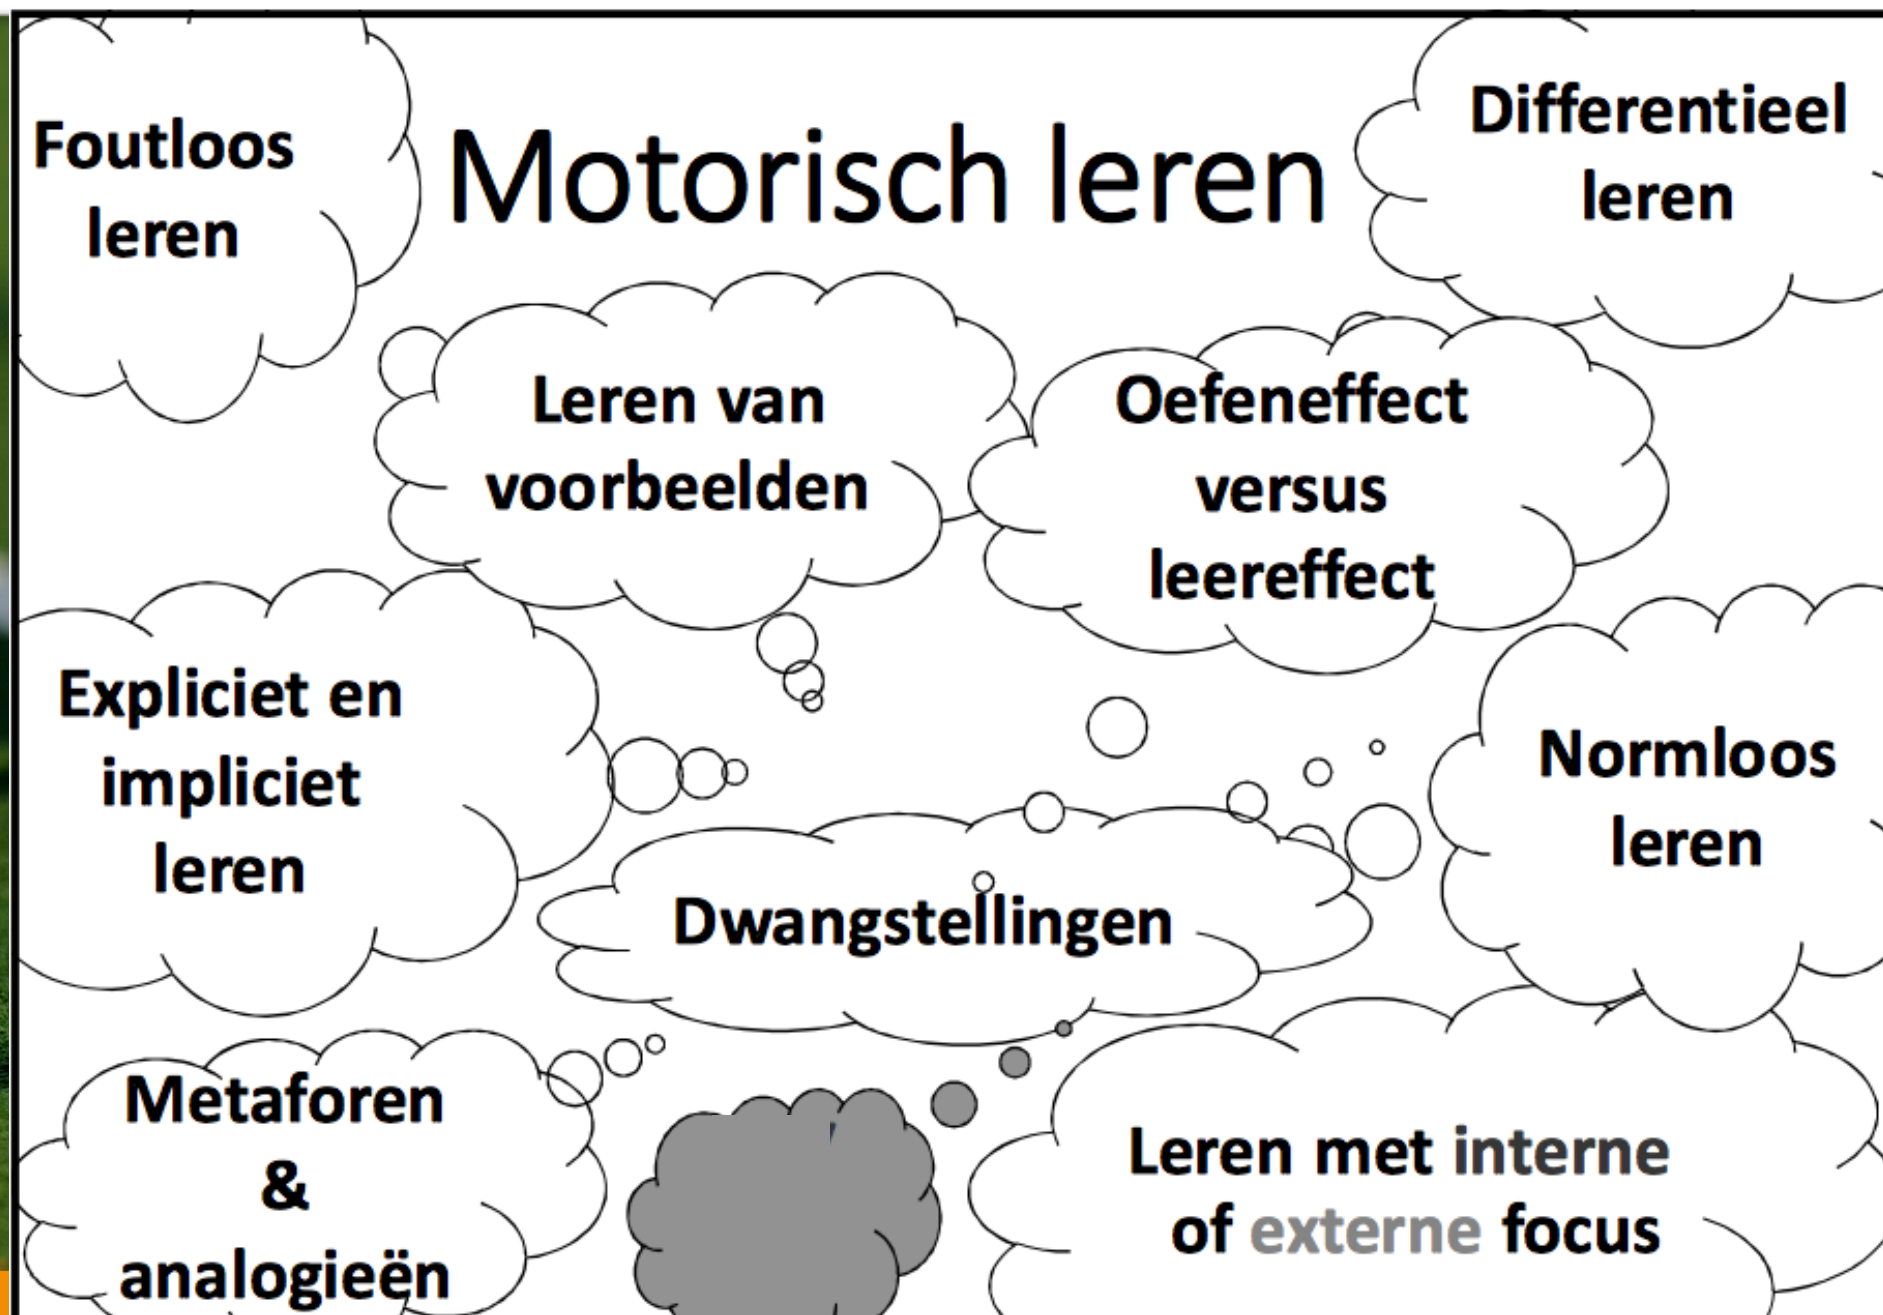 Motorisch leren
Foutloos
leren
Differentieel
leren
Leren van
voorbeelden
Oefeneffect
versus
leereffect
Expliciet en
impliciet
leren
Normloos
leren
Dwangstellingen
Metaforen
&
analogieën
Leren met interne
of externe focus